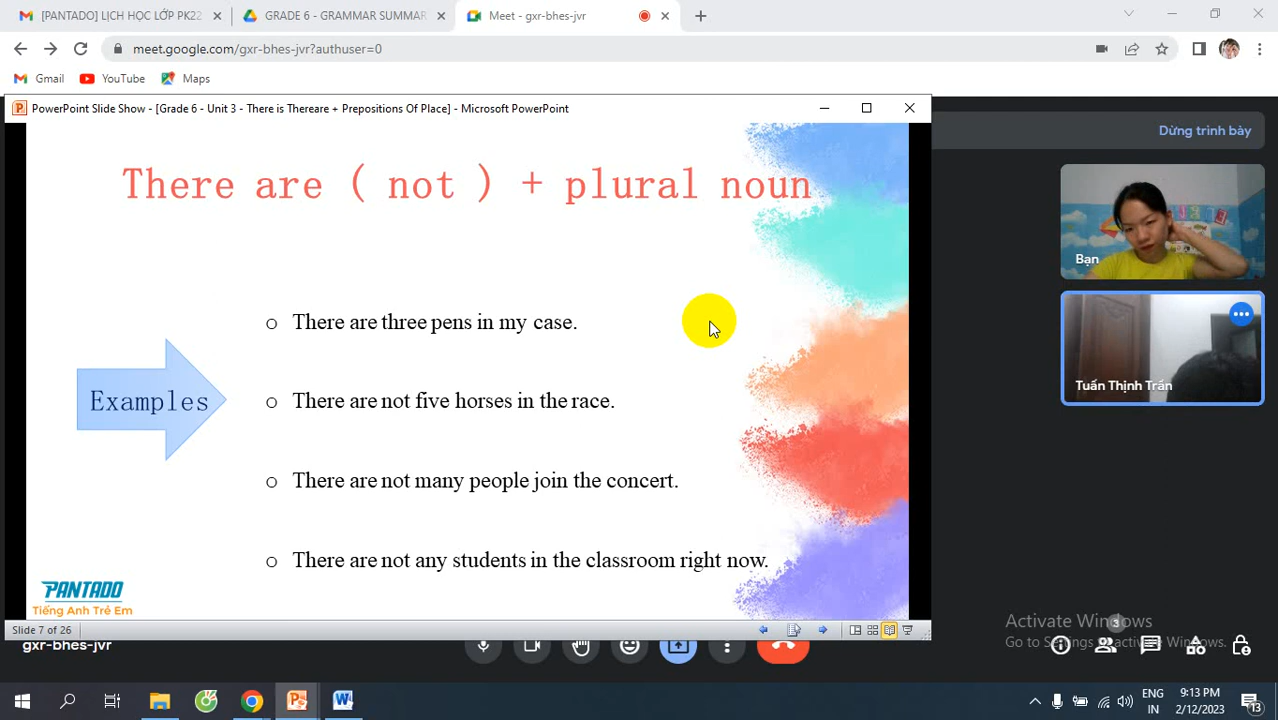 [PANTADO] LỊCH HỌC LỚP PK22
GRADE 6 - GRAMMAR SUMMAR
Meet - gxr-bhes-jvr
meet.google.com/gxr-bhes-jvr?authuser=0
Gmail
YouTube
Maps
PowerPoint Slide Show - [Grade 6 - Unit 3 - There is Thereare + Prepositions Of Place] - Microsoft PowerPoint
Dừng trình bày
There are ( not ) + plural noun
Bạn
There are three pens in my case.
Tuấn Thịnh Trần
Examples
There are not five horses in the race.
There are not many people join the concert.
There are not any students in the classroom right now.
PANTADO
Tiếng Anh Trẻ Em
Slide 7 of 26
gxr-bhes-jvr
Activate Windows
Go to Settings to activate Windows.
3
ENG
IN
9:13 PM
2/12/2023
13